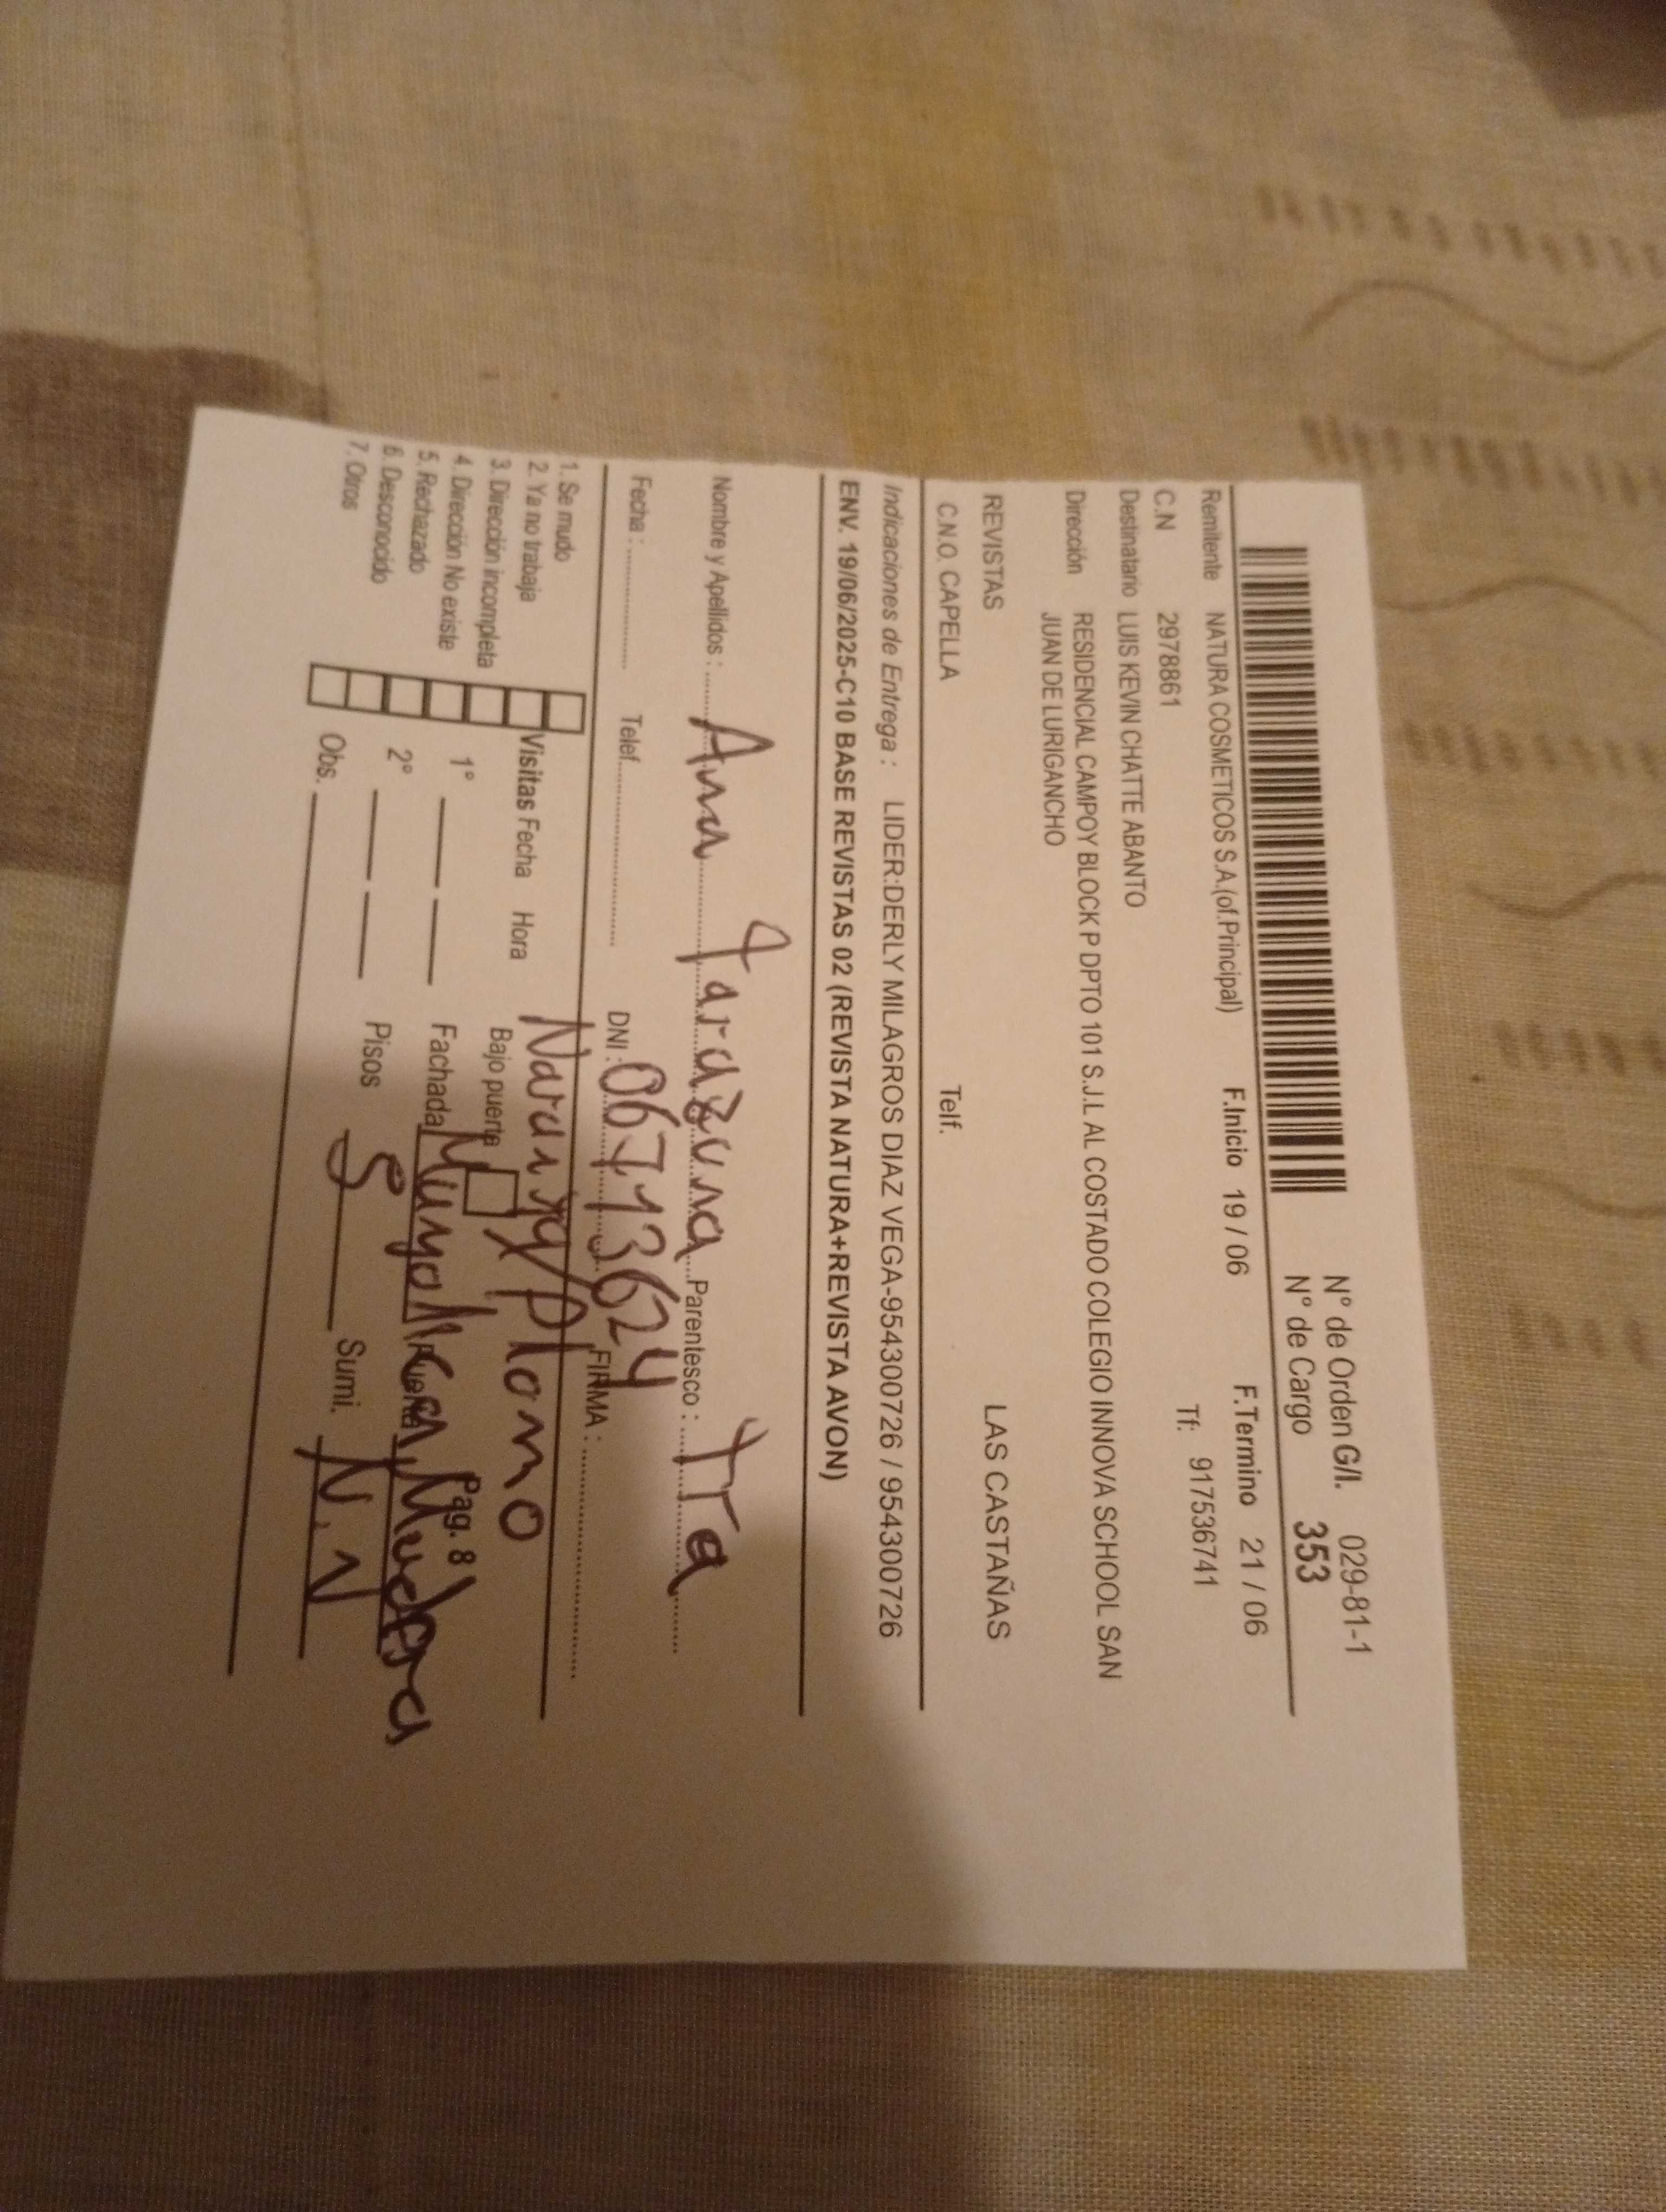 N° de Orden G/I. 029-81-1
N° de Cargo 353
Remitente NATURA COSMETICOS S.A.(of.Principal) F.Inicio 19 / 06 F.Termino 21 / 06
C.N 2978861 Tf: 917536741
Destinatario LUIS KEVIN CHATTE ABANTO
Dirección RESIDENCIAL CAMPOY BLOCK P DPTO 101 S.J.L AL COSTADO COLEGIO INNOVA SCHOOL SAN
JUAN DE LURIGANCHO
REVISTAS LAS CASTAÑAS
C.N.O. CAPELLA Telf.
Indicaciones de Entrega : LIDER:DERLY MILAGROS DIAZ VEGA-954300726 / 954300726
ENV. 19/06/2025-C10 BASE REVISTAS 02 (REVISTA NATURA+REVISTA AVON)
Nombre y Apellidos : Ana Tarazona Parentesco : TTa
Fecha : Telef. DNI : 06713624 FIRMA :
1. Se mudo
2. Ya no trabaja Visitas Fecha Hora Naranja/Plomo
3. Dirección incompleta Bajo puerta
4. Dirección No existe 1° Fachada Pag. 8
5. Rechazado Puerta Madera
6. Desconocido 2° Pisos 5
7. Otros Obs. Sumi. N.N